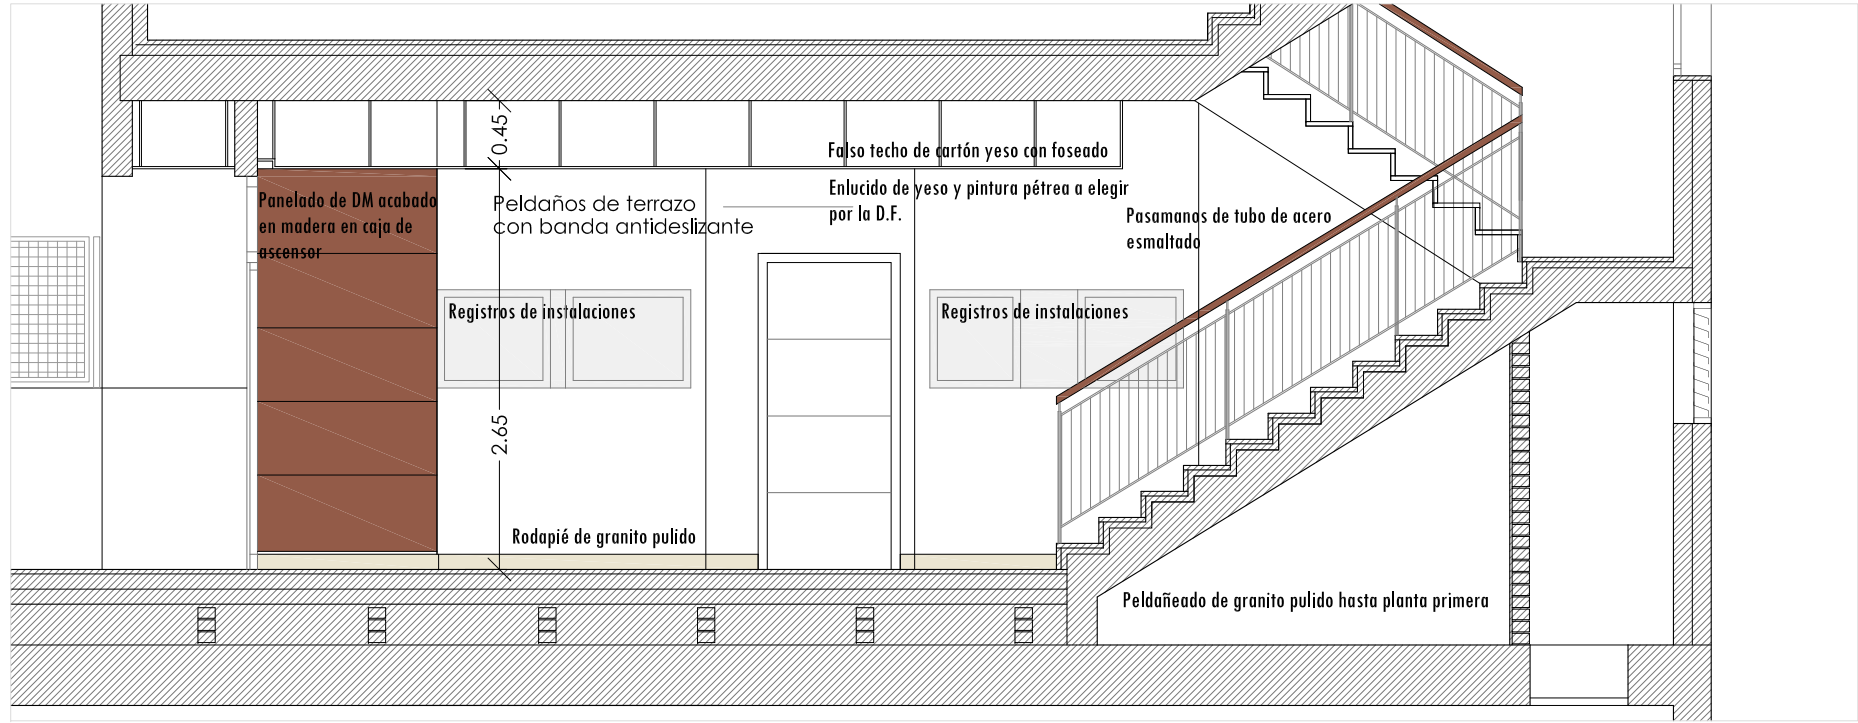 0.45
Falso techo de cartón yeso con foseado
Enlucido de yeso y pintura pétrea a elegir
por la D.F.
Panelado de DM acabado
en madera en caja de
ascensor
Peldaños de terrazo
con banda antideslizante
Pasamanos de tubo de acero
esmaltado
Registros de instalaciones
Registros de instalaciones
2.65
Rodapié de granito pulido
Peldañeado de granito pulido hasta planta primera